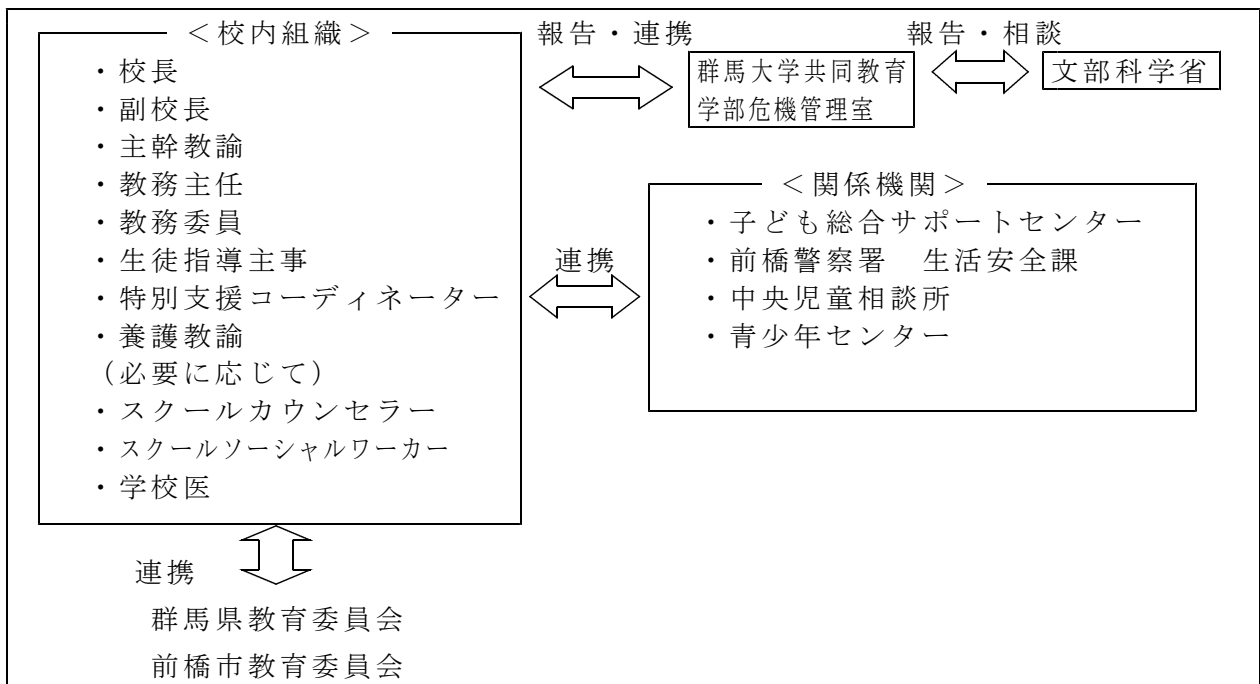 ＜校内組織＞
・校長
・副校長
・主幹教諭
・教務主任
・教務委員
・生徒指導主事
・特別支援コーディネーター
・養護教諭
（必要に応じて）
・スクールカウンセラー
・スクールソーシャルワーカー
・学校医
報告・連携
群馬大学共同教育
学部危機管理室
報告・相談
文部科学省
連携
＜関係機関＞
・子ども総合サポートセンター
・前橋警察署　生活安全課
・中央児童相談所
・青少年センター
連携
群馬県教育委員会
前橋市教育委員会